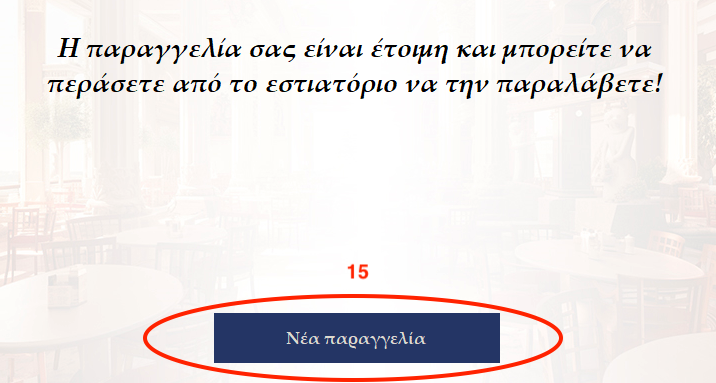 Η παραγγελία σας είναι έτοιμη και μπορείτε να
περάσετε από το εστιατόριο να την παραλάβετε!
15
Νέα παραγγελία